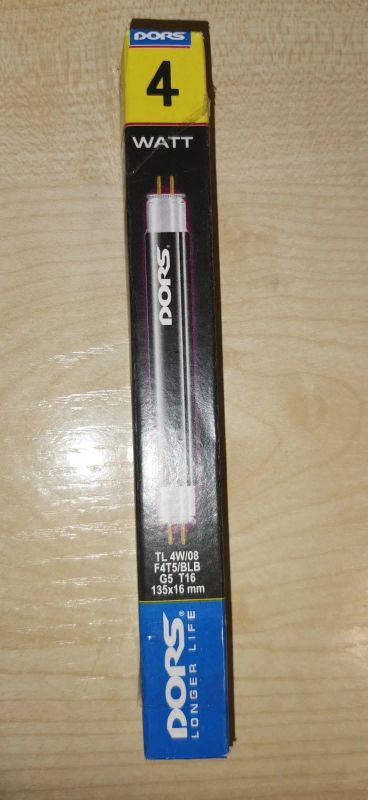 DORS
4
WATT
DORS
TL 4W/08
F4T5/BLB
G5 T16
135x16 mm
DORS®
LONGER LIFE